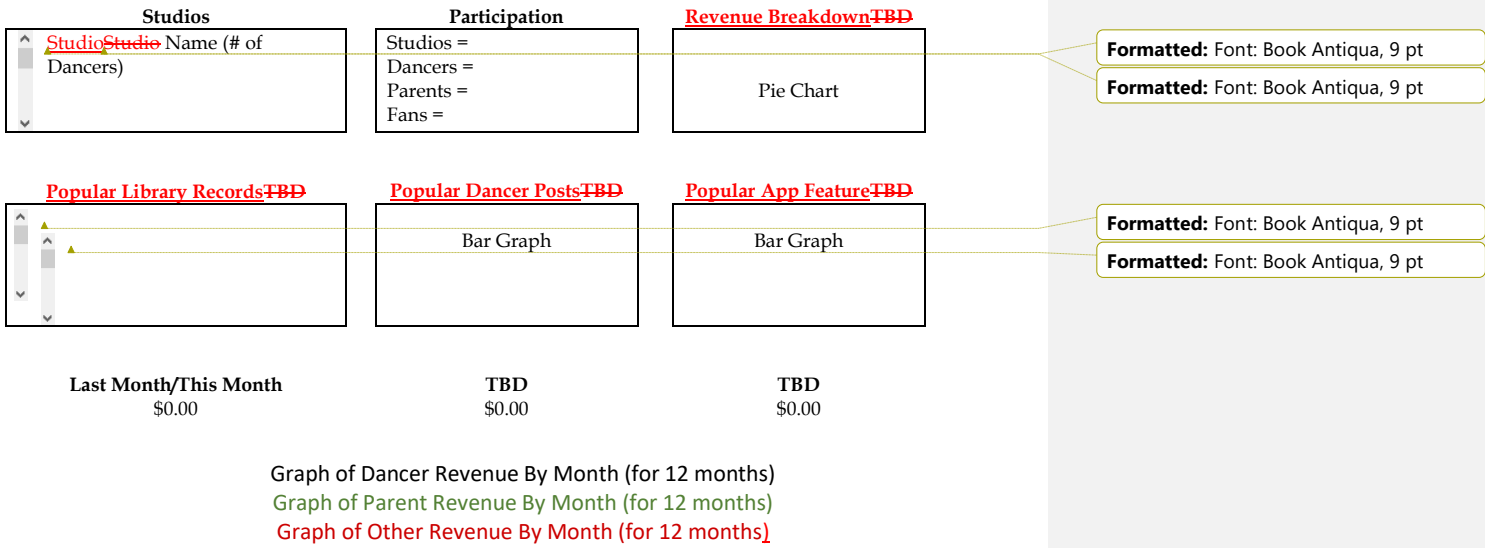 Studios
Participation
Revenue BreakdownTBD
StudioStudio Name (# of
Dancers)
Studios =
Dancers =
Parents =
Fans =
Pie Chart
Formatted: Font: Book Antiqua, 9 pt
Formatted: Font: Book Antiqua, 9 pt
Popular Library RecordsTBD
Popular Dancer PostsTBD
Popular App FeatureTBD
Bar Graph
Bar Graph
Formatted: Font: Book Antiqua, 9 pt
Formatted: Font: Book Antiqua, 9 pt
Last Month/This Month
TBD
TBD
$0.00
$0.00
$0.00
Graph of Dancer Revenue By Month (for 12 months)
Graph of Parent Revenue By Month (for 12 months)
Graph of Other Revenue By Month (for 12 months)